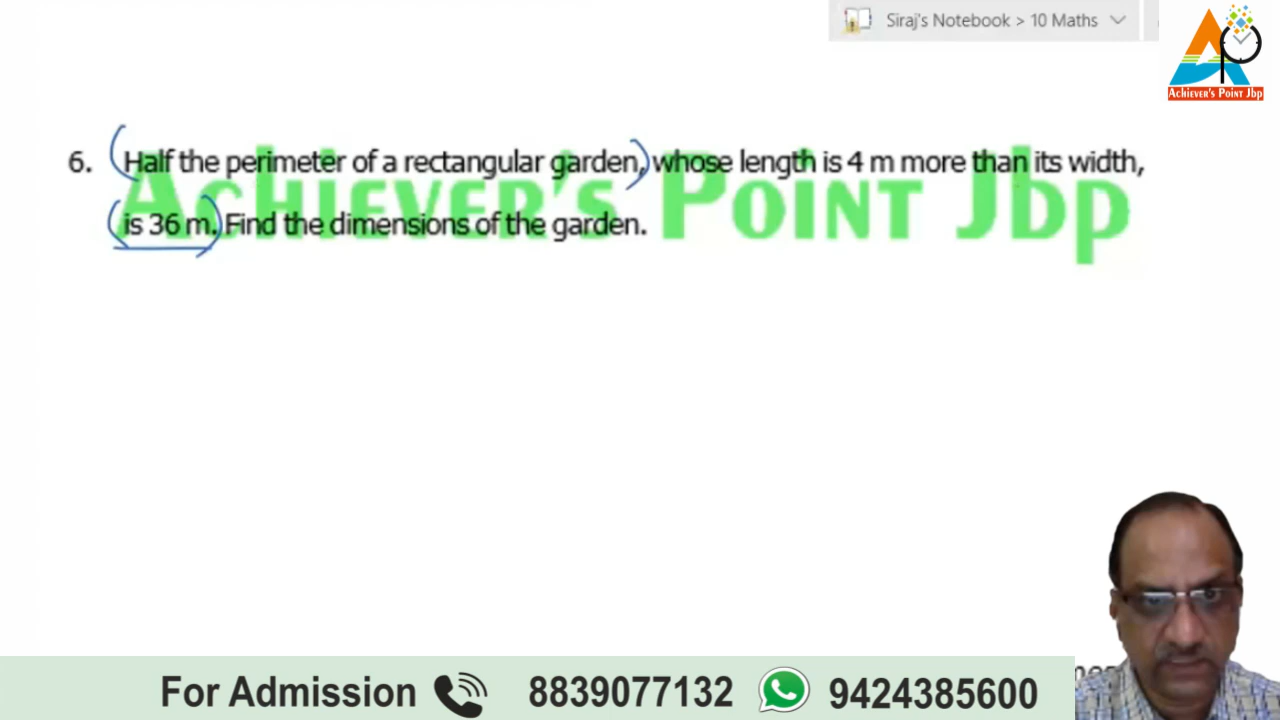 Siraj's Notebook > 10 Maths
Achiever's Point Jbp
6. Half the perimeter of a rectangular garden, whose length is 4 m more than its width,
is 36 m. Find the dimensions of the garden.
Achiever's Point Jbp
For Admission 8839077132 9424385600